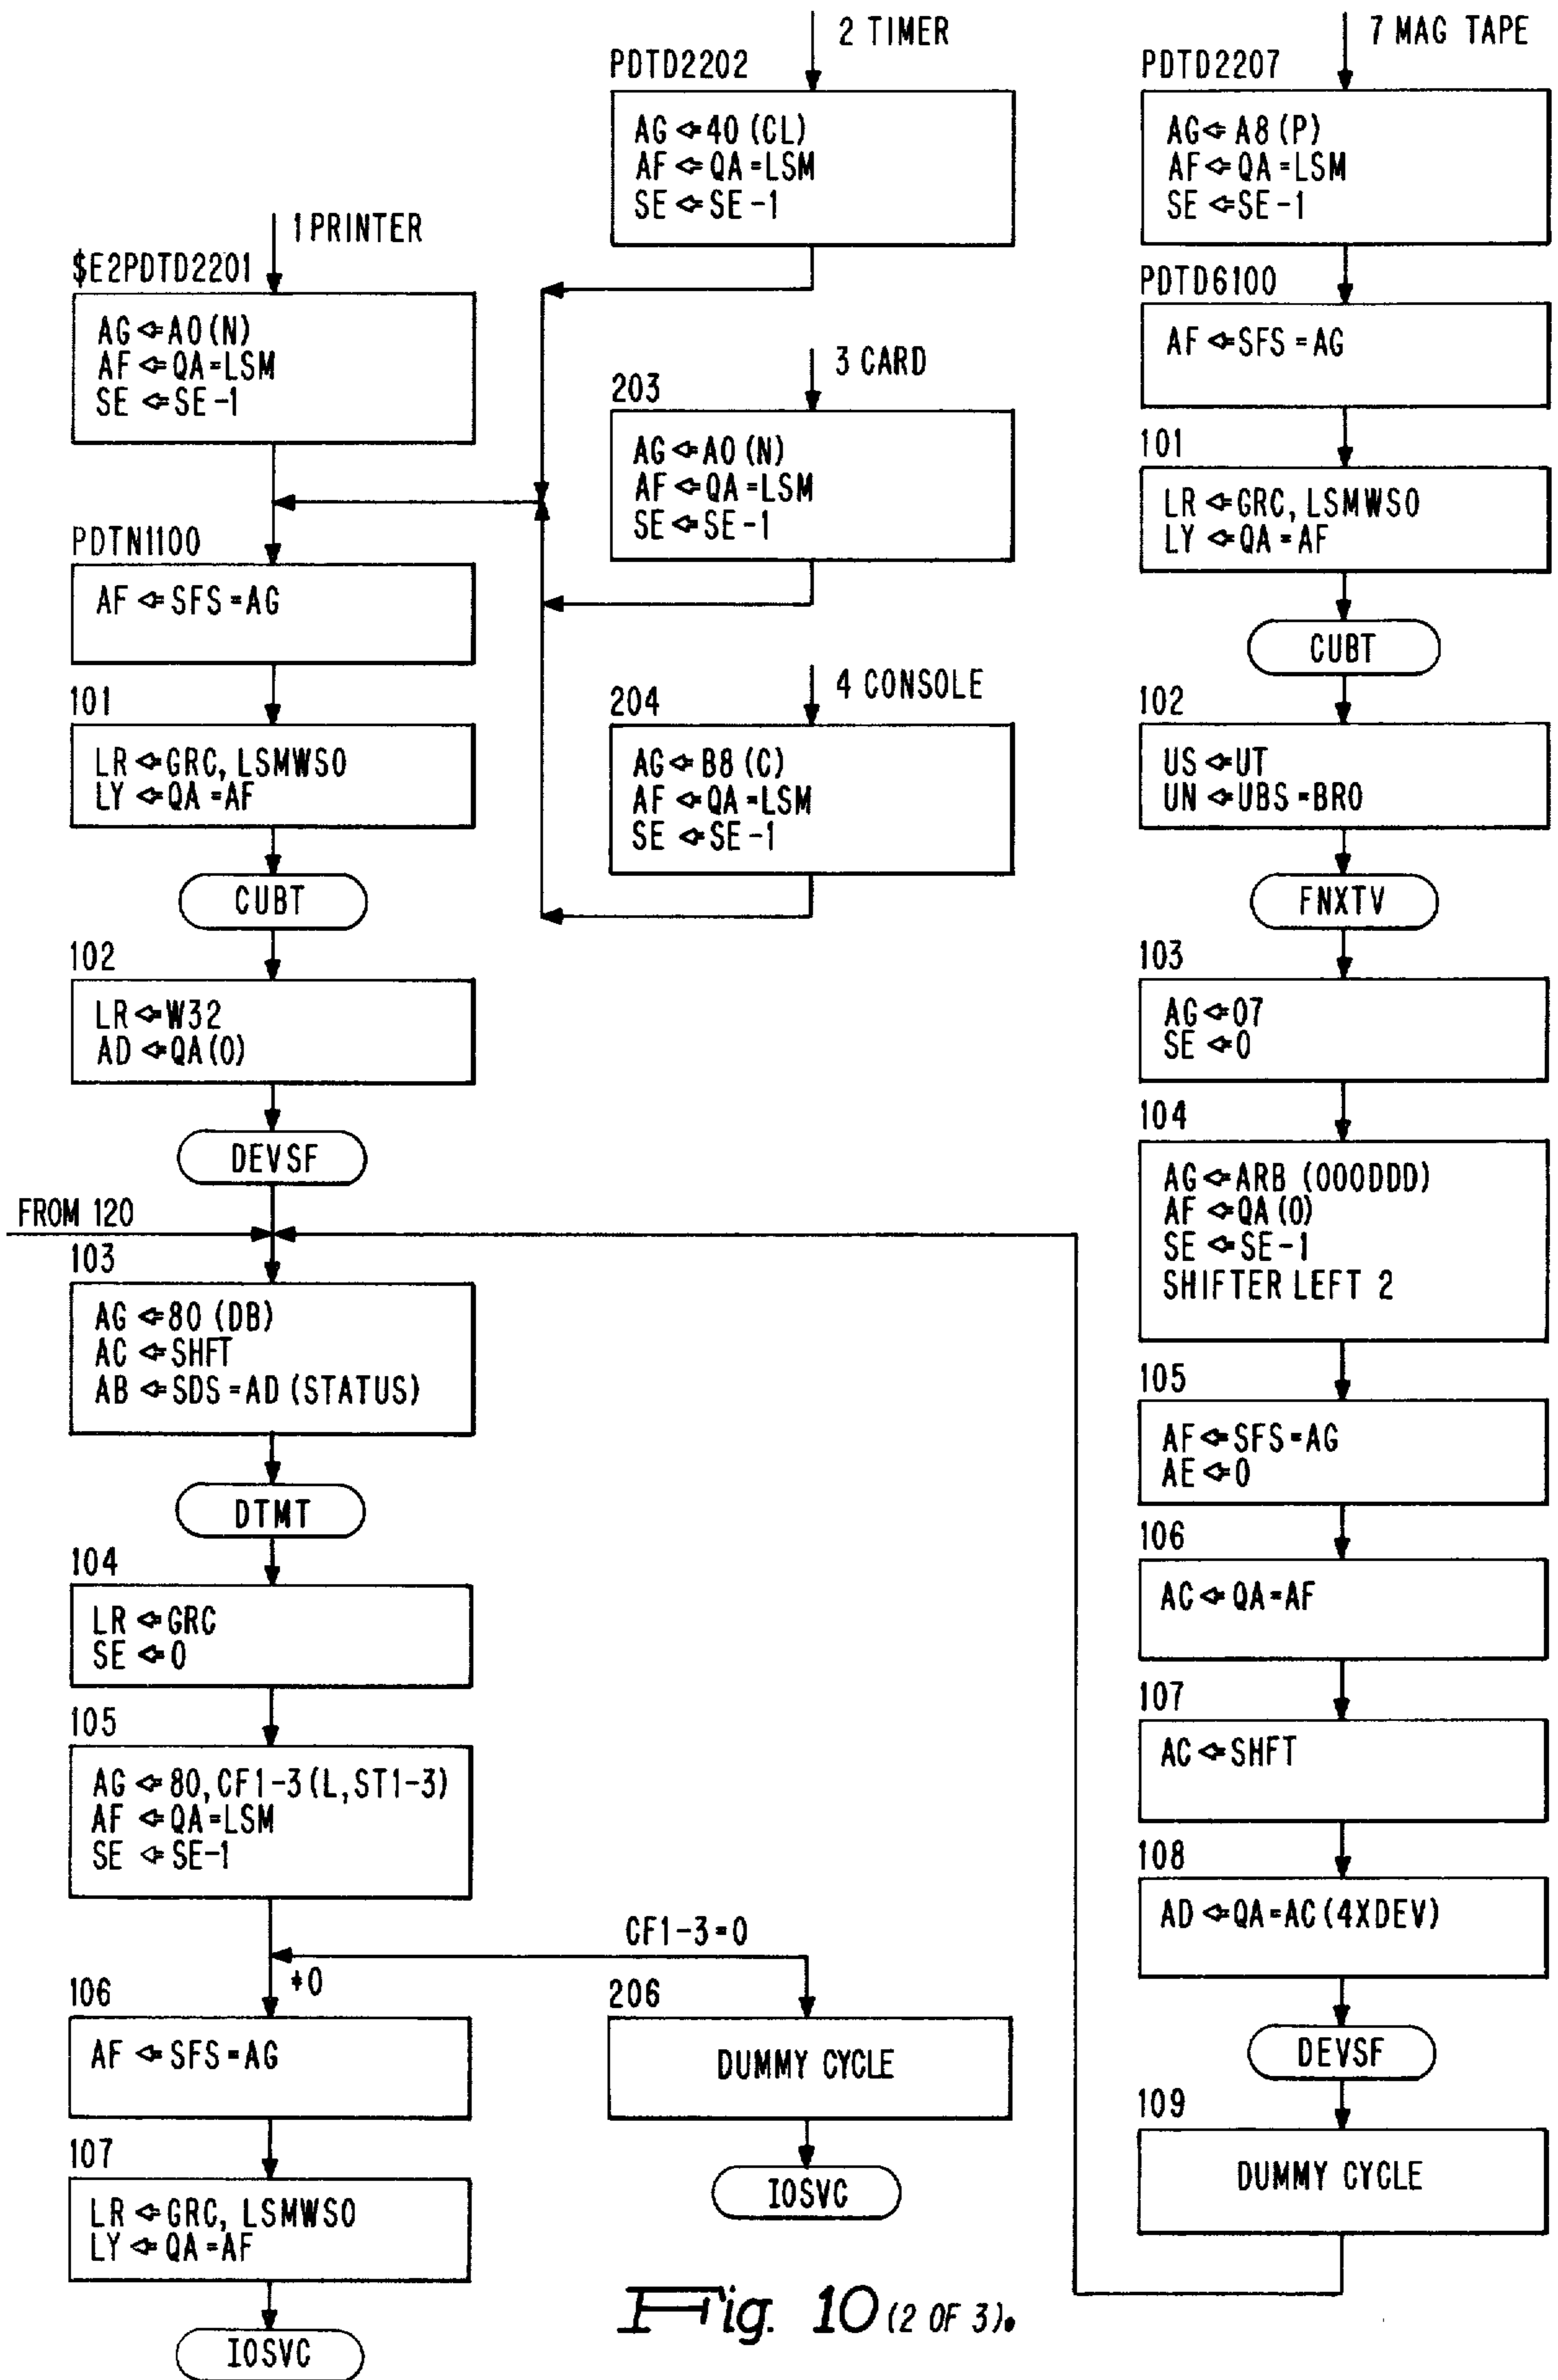 1 PRINTER
$E2PDTD2201
AG ⇐ A0 (N)
AF ⇐ QA = LSM
SE ⇐ SE -1
PDTN1100
AF ⇐ SFS = AG
101
LR ⇐ GRC, LSMWS0
LY ⇐ QA = AF
CUBT
102
LR ⇐ W32
AD ⇐ QA (0)
DEVSF
FROM 120
103
AG ⇐ 80 (DB)
AC ⇐ SHFT
AB ⇐ SDS = AD (STATUS)
DTMT
104
LR ⇐ GRC
SE ⇐ 0
105
AG ⇐ 80, CF1-3 (L, ST1-3)
AF ⇐ QA = LSM
SE ⇐ SE-1
CF1-3 = 0
≠0
106
AF ⇐ SFS = AG
107
LR ⇐ GRC, LSMWS0
LY ⇐ QA = AF
IOSVC
2 TIMER
PDTD2202
AG ⇐ 40 (CL)
AF ⇐ QA = LSM
SE ⇐ SE -1
3 CARD
203
AG ⇐ A0 (N)
AF ⇐ QA = LSM
SE ⇐ SE -1
4 CONSOLE
204
AG ⇐ B8 (C)
AF ⇐ QA = LSM
SE ⇐ SE -1
206
DUMMY CYCLE
IOSVC
7 MAG TAPE
PDTD2207
AG ⇐ A8 (P)
AF ⇐ QA = LSM
SE ⇐ SE -1
PDTD6100
AF ⇐ SFS = AG
101
LR ⇐ GRC, LSMWS0
LY ⇐ QA = AF
CUBT
102
US ⇐ UT
UN ⇐ UBS = BR0
FNXTV
103
AG ⇐ 07
SE ⇐ 0
104
AG ⇐ ARB (000DDD)
AF ⇐ QA (0)
SE ⇐ SE -1
SHIFTER LEFT 2
105
AF ⇐ SFS = AG
AE ⇐ 0
106
AC ⇐ QA = AF
107
AC ⇐ SHFT
108
AD ⇐ QA = AC (4XDEV)
DEVSF
109
DUMMY CYCLE
Fig. 10 (2 OF 3).